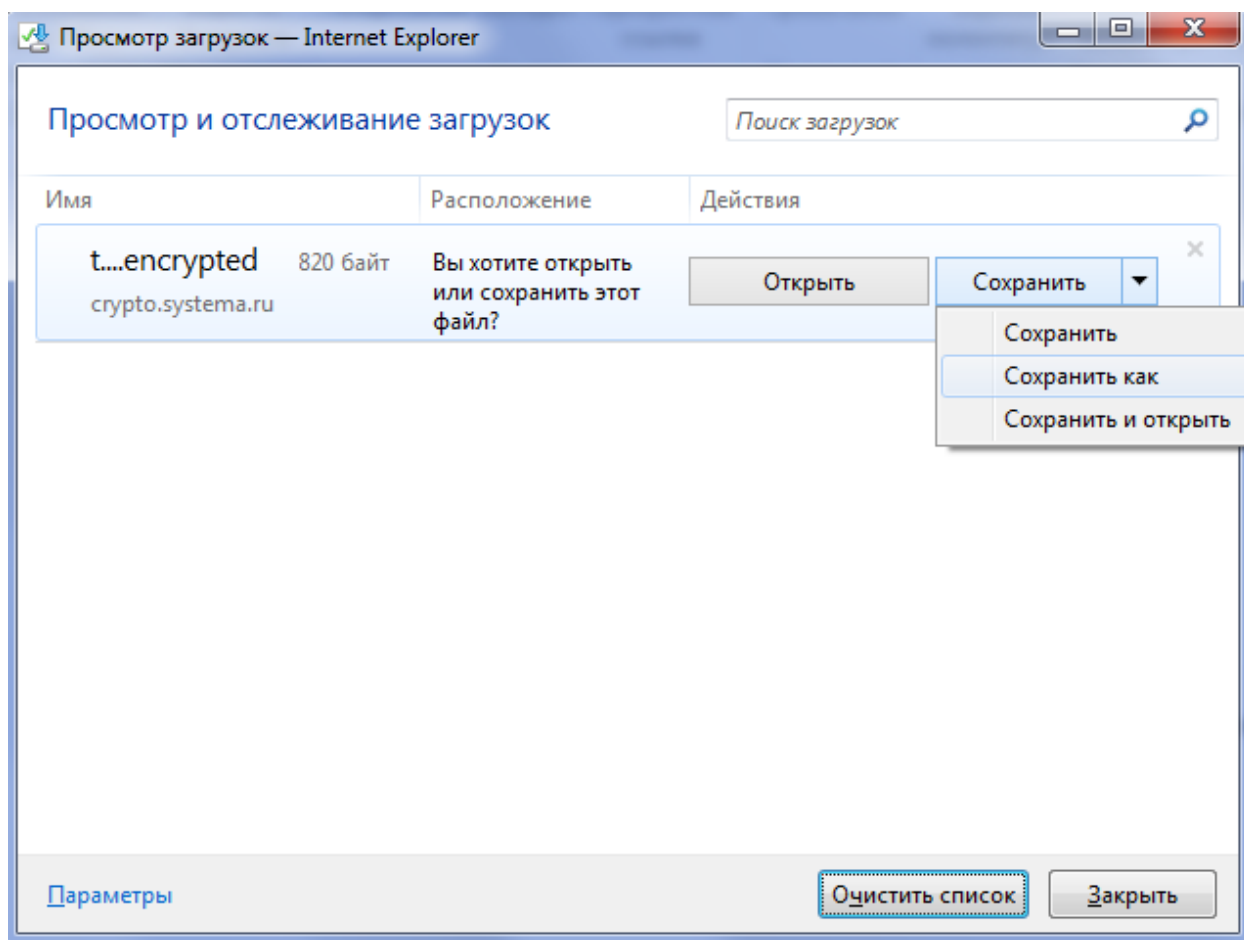 Просмотр загрузок — Internet Explorer
Просмотр и отслеживание загрузок
Поиск загрузок
Имя
Расположение
Действия
t....encrypted
820 байт
crypto.systema.ru
Вы хотите открыть
или сохранить этот
файл?
Открыть
Сохранить
Сохранить
Сохранить как
Сохранить и открыть
Параметры
Очистить список
Закрыть